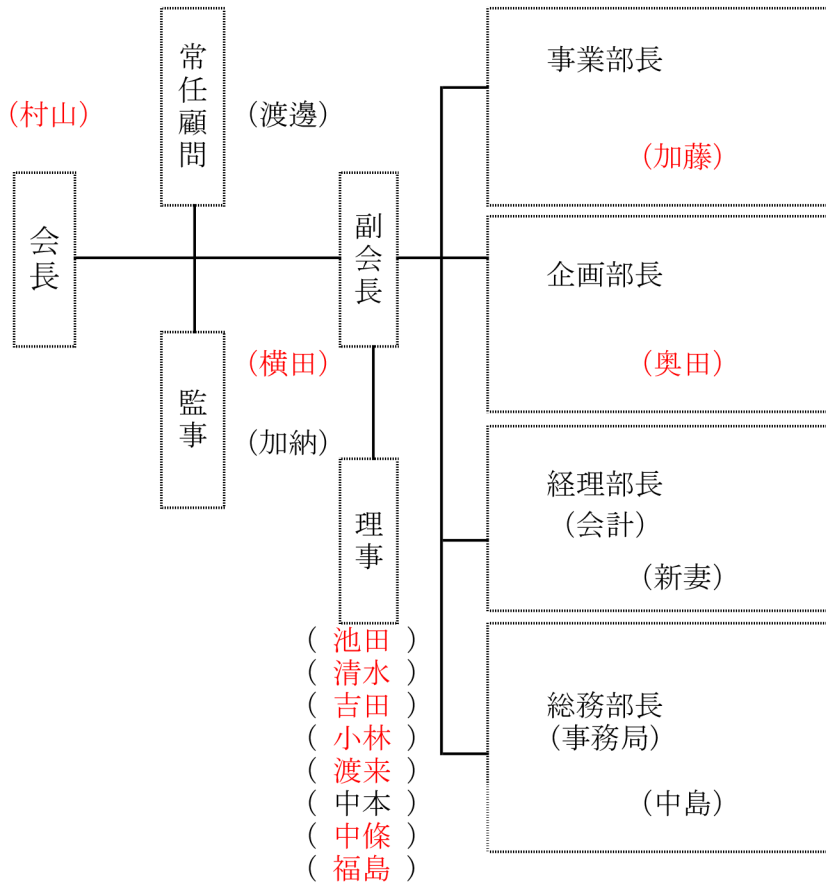 （村山）
会長
常任顧問
（渡邊）
監事
（横田）
（加納）
副会長
理事
（ 池田 ）
（ 清水 ）
（ 吉田 ）
（ 小林 ）
（ 渡来 ）
（ 中本 ）
（ 中條 ）
（ 福島 ）
事業部長
（加藤）
企画部長
（奥田）
経理部長
（会計）
（新妻）
総務部長
（事務局）
（中島）